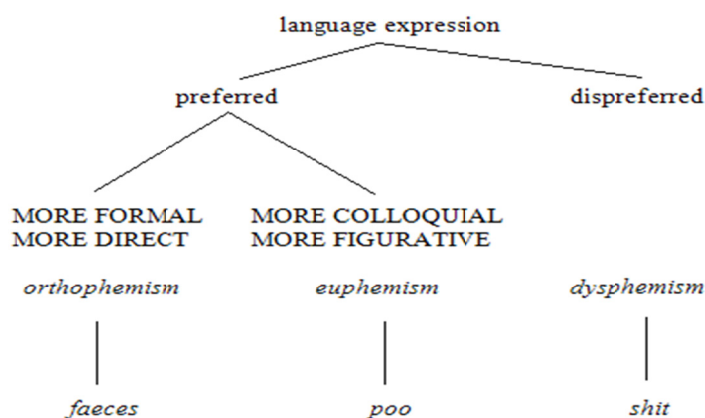 language expression
preferred dispreferred
MORE FORMAL MORE COLLOQUIAL
MORE DIRECT MORE FIGURATIVE
orthophemism euphemism dysphemism
faeces poo shit